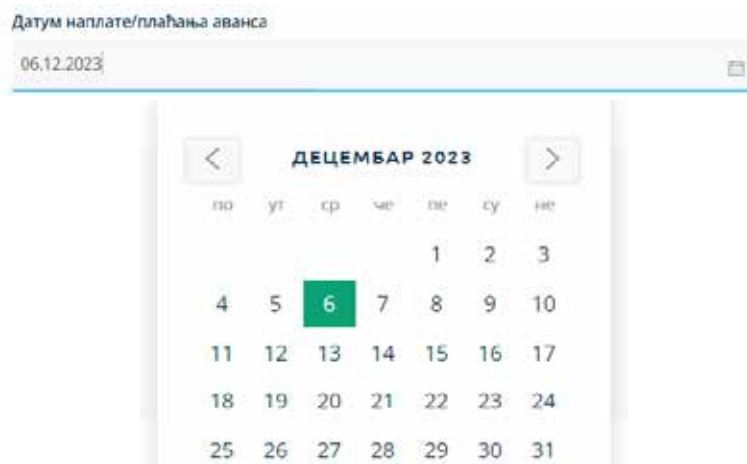 Датум наплате/плаћања аванса
06.12.2023
ДЕЦЕМБАР 2023
по ут ср че пе су не
1 2 3
4 5 6 7 8 9 10
11 12 13 14 15 16 17
18 19 20 21 22 23 24
25 26 27 28 29 30 31